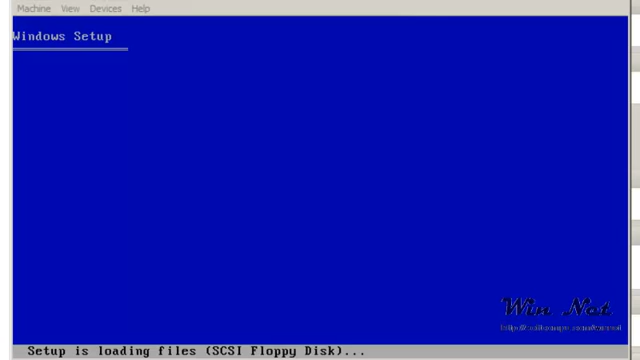 Machine View Devices Help
Windows Setup
Win Not
Setup is loading files (SCSI Floppy Disk)...